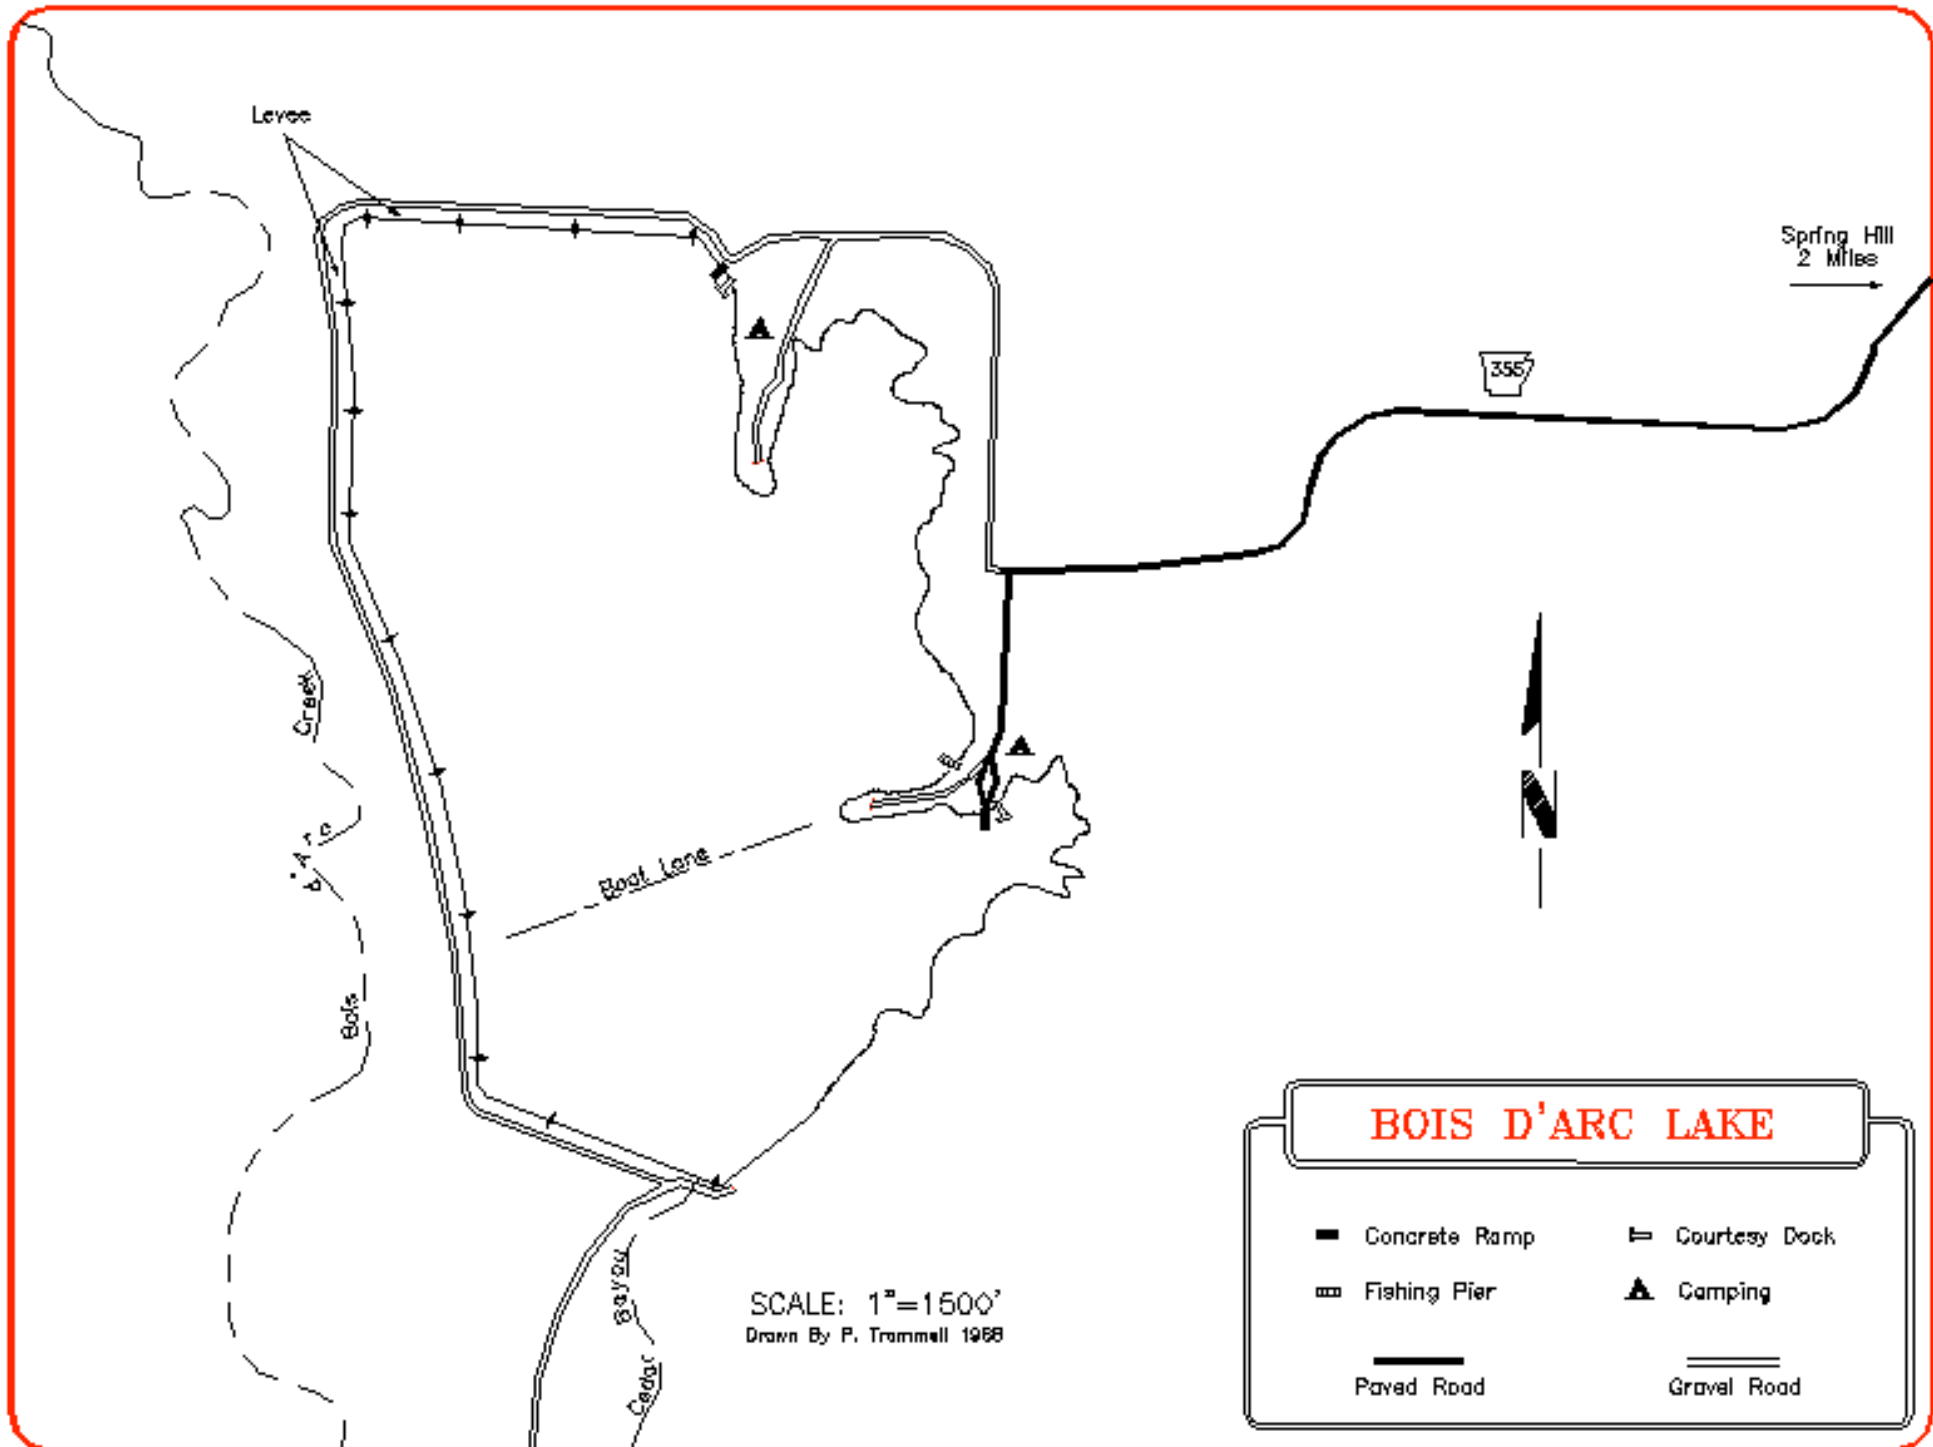 Levee
Spring Hill
2 Miles
355
Creek
D'Arc
Bois
Boat Lane
N
BOIS D'ARC LAKE
Concrete Ramp
Courtesy Dock
Fishing Pier
Camping
Paved Road
Gravel Road
SCALE: 1"=1500'
Drawn By P. Trammell 1988
Bayou
Cedar